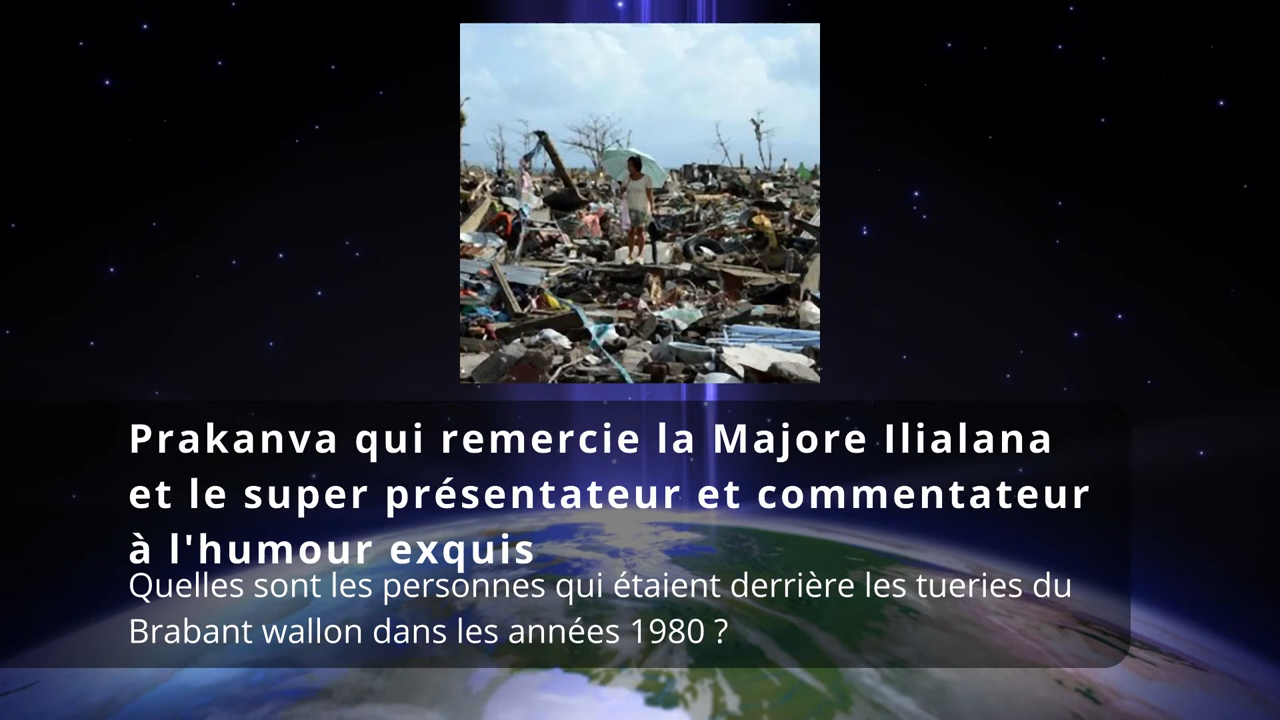 Prakanva qui remercie la Majore Ilialana
et le super présentateur et commentateur
à l'humour exquis
Quelles sont les personnes qui étaient derrière les tueries du
Brabant wallon dans les années 1980 ?